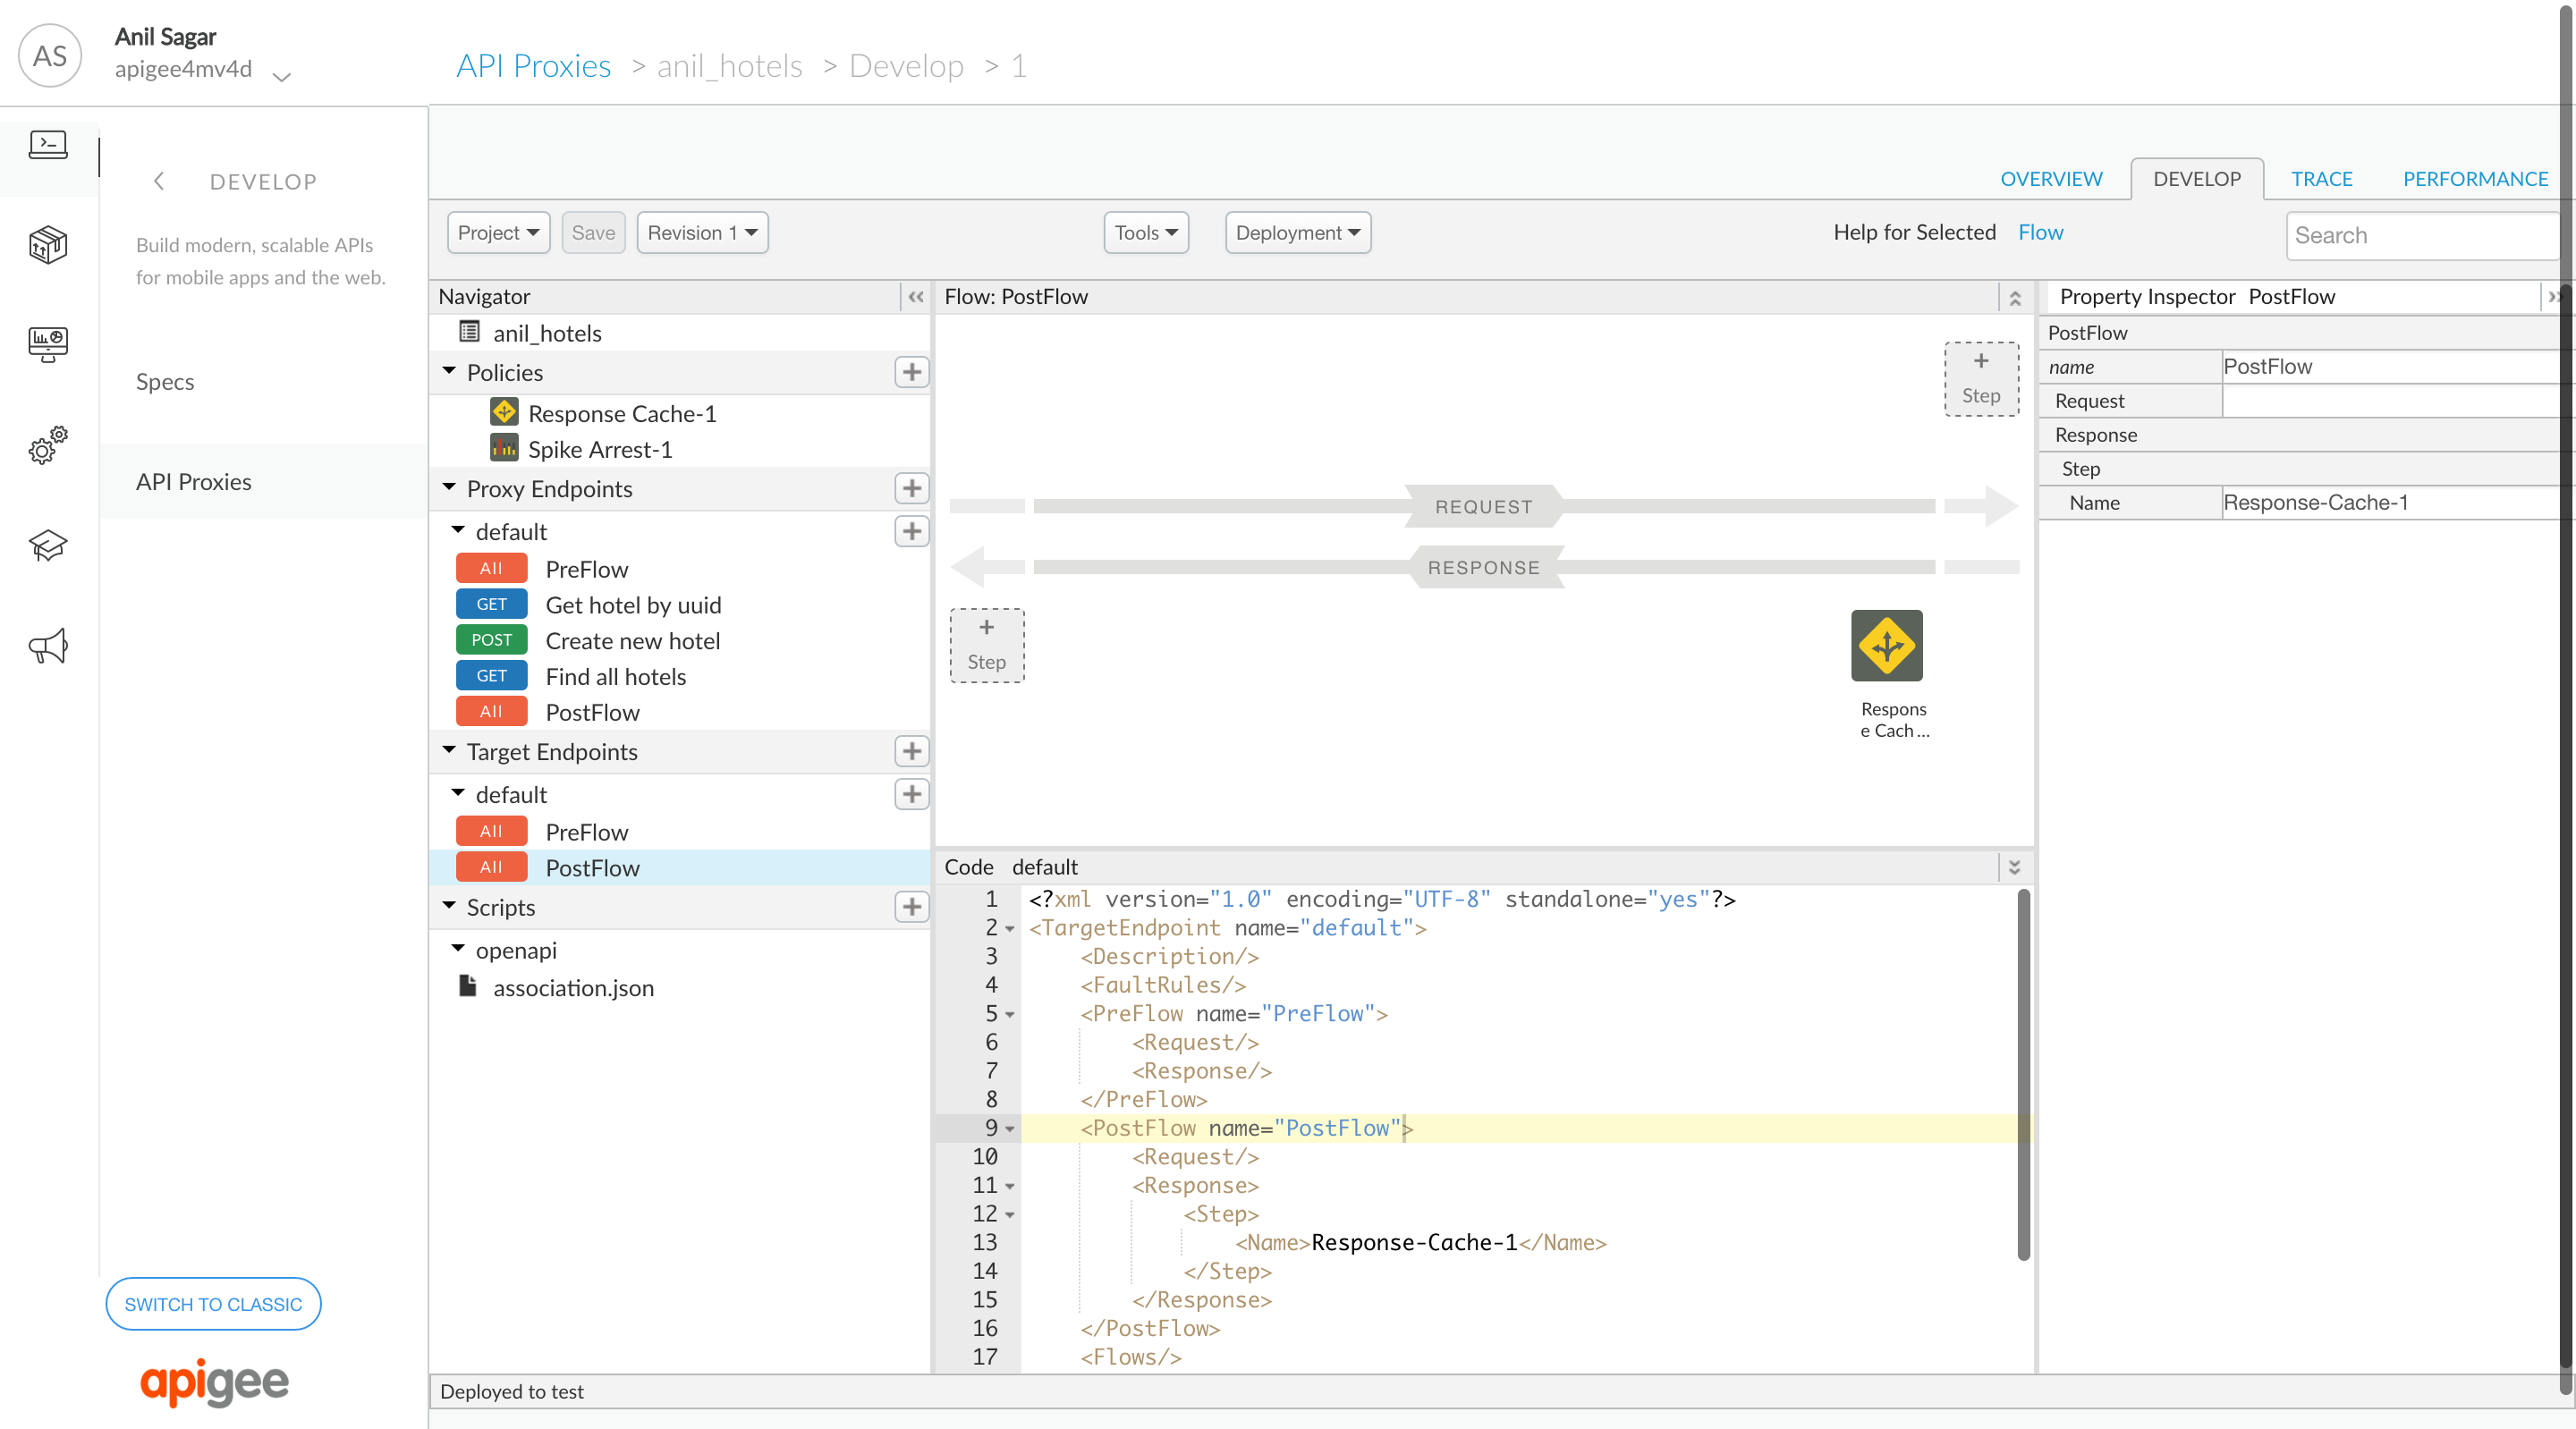 AS
Anil Sagar
apigee4mv4d
API Proxies > anil_hotels > Develop > 1
DEVELOP
Build modern, scalable APIs
for mobile apps and the web.
Specs
API Proxies
SWITCH TO CLASSIC
apigee
OVERVIEW
DEVELOP
TRACE
PERFORMANCE
Project
Save
Revision 1
Tools
Deployment
Help for Selected Flow
Search
Navigator
anil_hotels
Policies
Response Cache-1
Spike Arrest-1
Proxy Endpoints
default
All PreFlow
GET Get hotel by uuid
POST Create new hotel
GET Find all hotels
All PostFlow
Target Endpoints
default
All PreFlow
All PostFlow
Scripts
openapi
association.json
Flow: PostFlow
+
Step
REQUEST
RESPONSE
+
Step
Respons
e Cach ...
Code default
1 <?xml version="1.0" encoding="UTF-8" standalone="yes"?>
2 <TargetEndpoint name="default">
3 <Description/>
4 <FaultRules/>
5 <PreFlow name="PreFlow">
6 <Request/>
7 <Response/>
8 </PreFlow>
9 <PostFlow name="PostFlow">
10 <Request/>
11 <Response>
12 <Step>
13 <Name>Response-Cache-1</Name>
14 </Step>
15 </Response>
16 </PostFlow>
17 <Flows/>
Property Inspector PostFlow
PostFlow
name PostFlow
Request
Response
Step
Name Response-Cache-1
Deployed to test